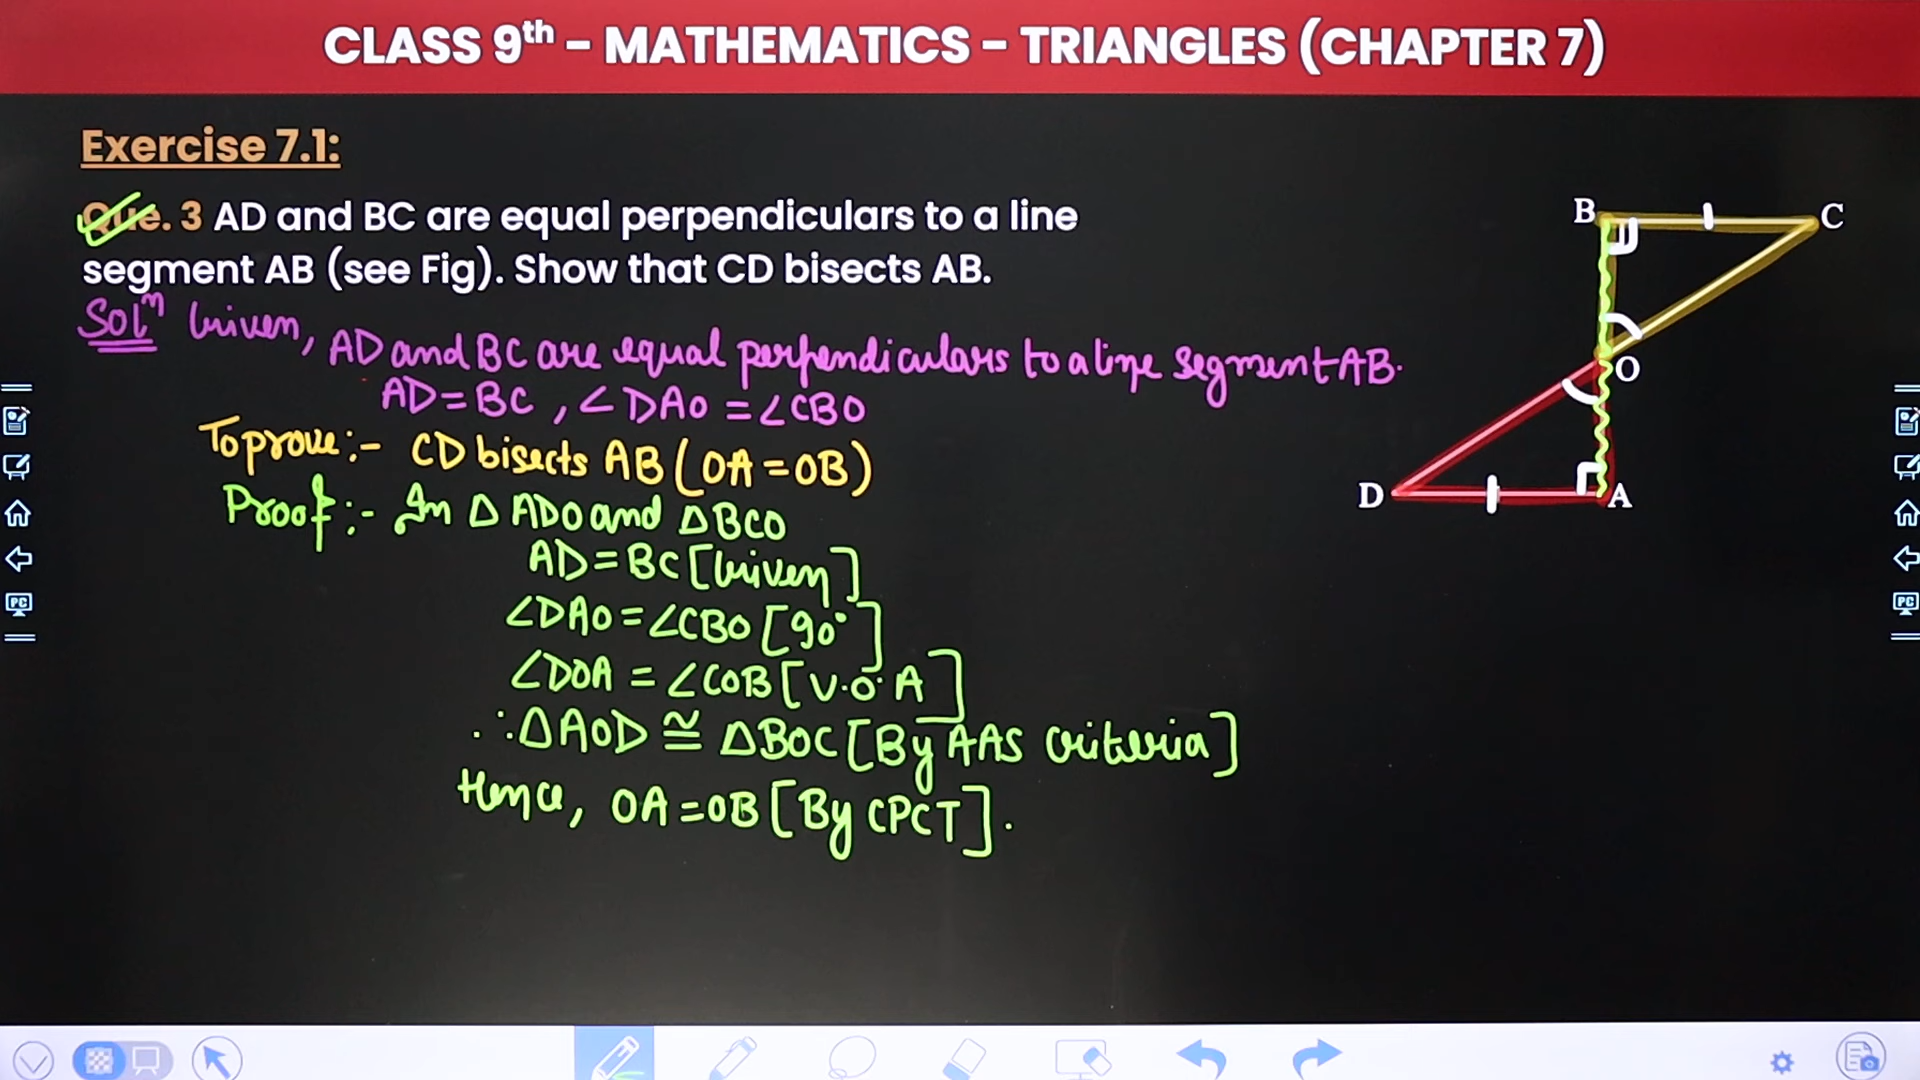 CLASS 9th – MATHEMATICS – TRIANGLES (CHAPTER 7)
Exercise 7.1:
Que. 3 AD and BC are equal perpendiculars to a line
segment AB (see Fig). Show that CD bisects AB.
Solⁿ Given, AD and BC are equal perpendiculars to a line segment AB.
AD = BC , ∠DAO = ∠CBO
To prove :- CD bisects AB (OA = OB)
Proof :- In △ ADO and △BCO
AD = BC [Given]
∠DAO = ∠CBO [90°]
∠DOA = ∠COB [V.O.A]
∴ △AOD ≅ △BOC [By AAS criteria]
Hence, OA = OB [By CPCT].
B
C
O
D
A
PC
PC